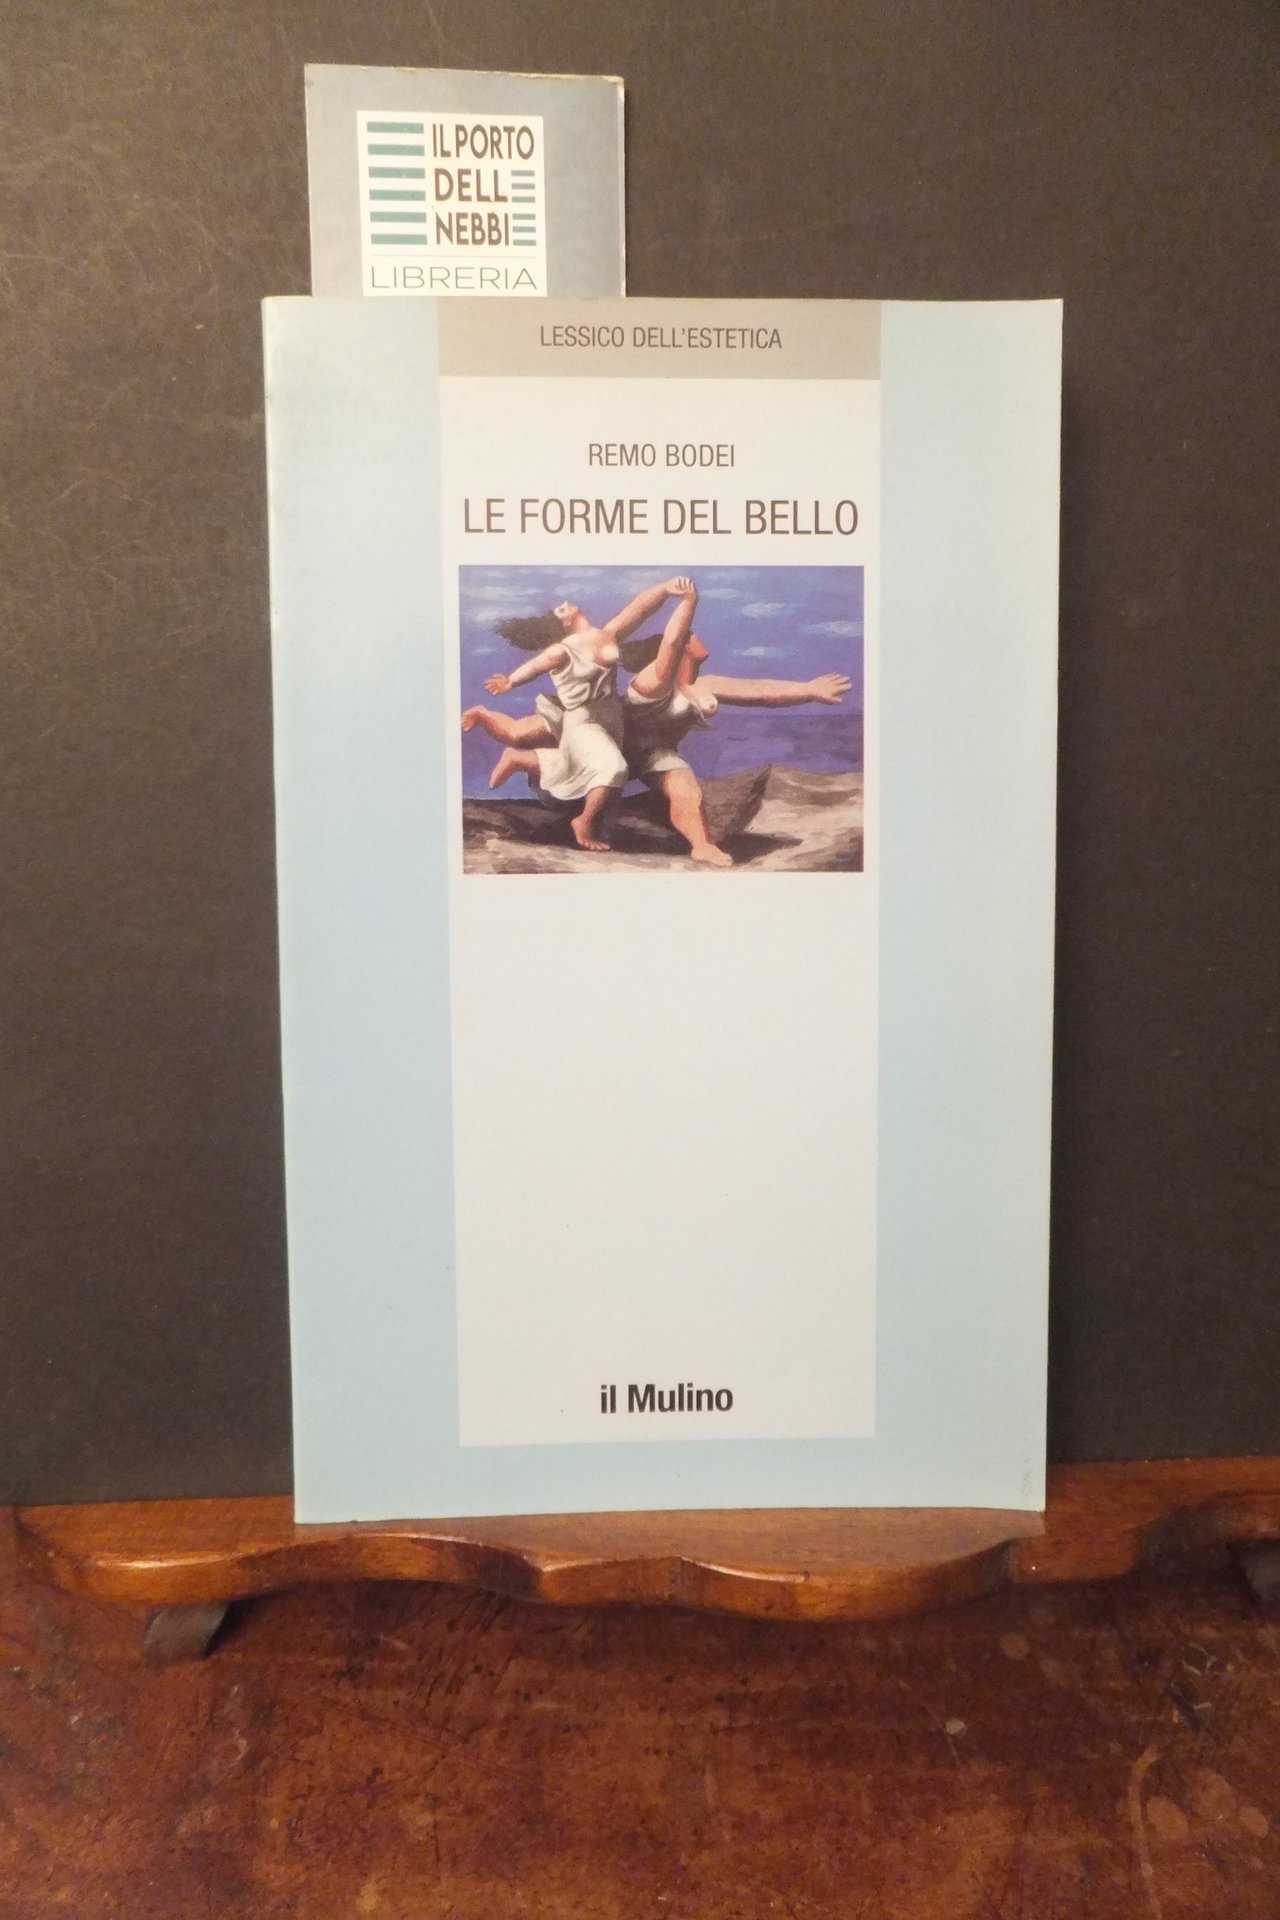 IL PORTO
DELL
NEBBI
LIBRERIA
LESSICO DELL'ESTETICA
REMO BODEI
LE FORME DEL BELLO
il Mulino